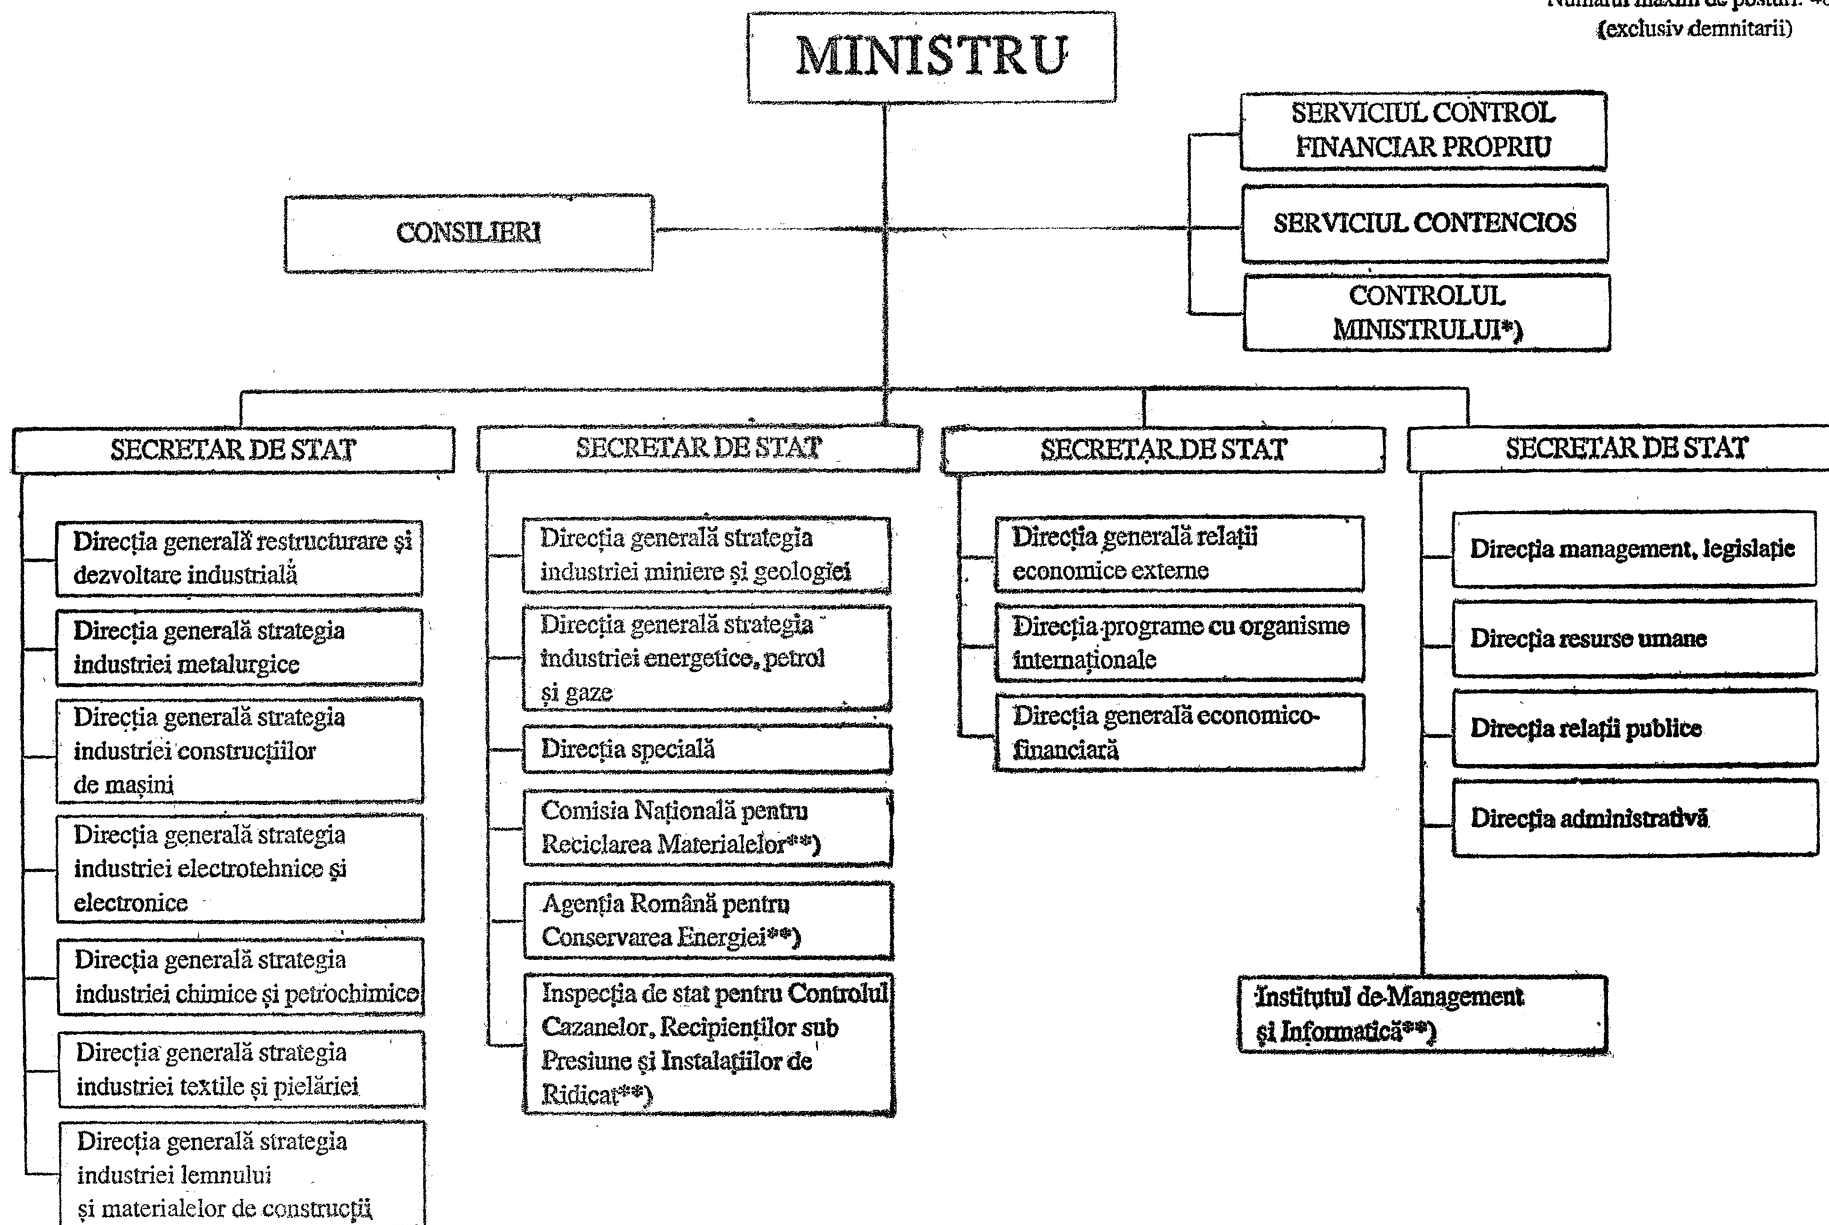 Numărul maxim de posturi:
(exclusiv demnitarii)
MINISTRU
SERVICIUL CONTROL
FINANCIAR PROPRIU
CONSILIERI
SERVICIUL CONTENCIOS
CONTROLUL
MINISTRULUI*)
SECRETAR DE STAT
Direcția generală restructurare și
dezvoltare industrială
Direcția generală strategia
industriei metalurgice
Direcția generală strategia
industriei construcțiilor
de mașini
Direcția generală strategia
industriei electrotehnice și
electronice
Direcția generală strategia
industriei chimice și petrochimice
Direcția generală strategia
industriei textile și pielăriei
Direcția generală strategia
industriei lemnului
și materialelor de construcții
SECRETAR DE STAT
Direcția generală strategia
industriei miniere și geologiei
Direcția generală strategia
industriei energetice, petrol
și gaze
Direcția specială
Comisia Națională pentru
Reciclarea Materialelor**)
Agenția Română pentru
Conservarea Energiei**)
Inspecția de stat pentru Controlul
Cazanelor, Recipienților sub
Presiune și Instalațiilor de
Ridicat**)
SECRETAR DE STAT
Direcția generală relații
economice externe
Direcția programe cu organisme
internaționale
Direcția generală economico-
financiară
SECRETAR DE STAT
Direcția management, legislație
Direcția resurse umane
Direcția relații publice
Direcția administrativă
Institutul de Management
și Informatică**)